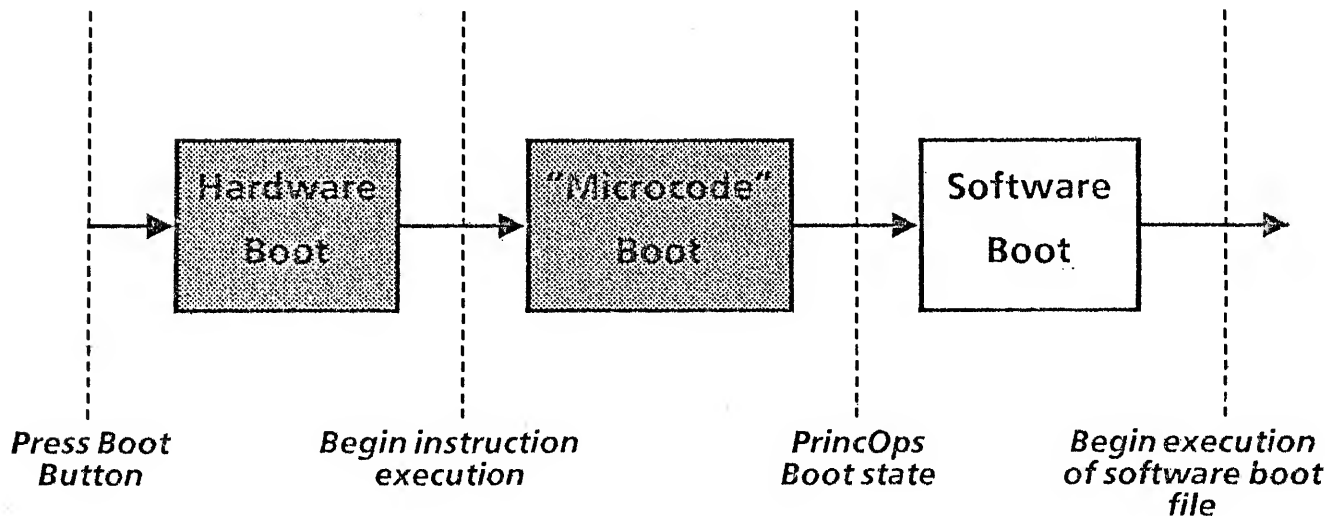 Hardware
Boot
"Microcode"
Boot
Software
Boot
Press Boot
Button
Begin instruction
execution
PrincOps
Boot state
Begin execution
of software boot
file